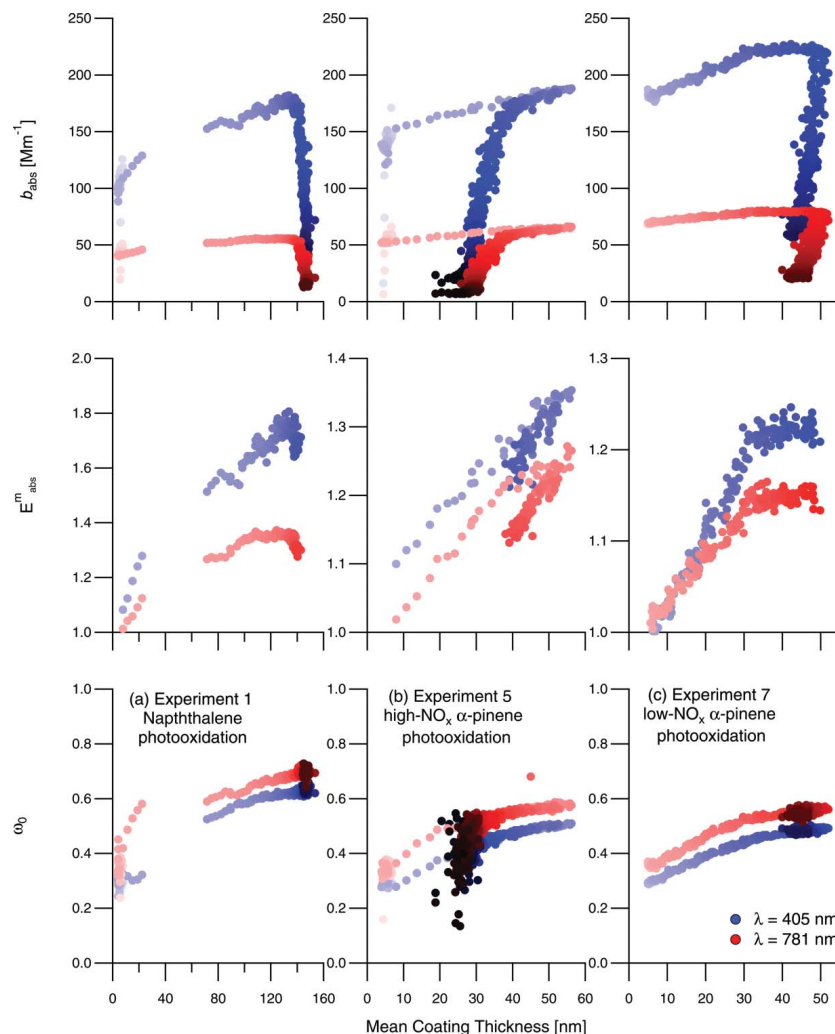 250
200
150
100
50
0
b_abs [Mm⁻¹]
250
200
150
100
50
0
250
200
150
100
50
0
2.0
1.8
1.6
1.4
1.2
1.0
E^m_abs
1.4
1.3
1.2
1.1
1.0
1.3
1.2
1.1
1.0
1.0
0.8
0.6
0.4
0.2
0.0
ω₀
(a) Experiment 1
Napthhalene
photooxidation
0 40 80 120 160
1.0
0.8
0.6
0.4
0.2
0.0
(b) Experiment 5
high-NOₓ α-pinene
photooxidation
0 10 20 30 40 50 60
1.0
0.8
0.6
0.4
0.2
0.0
(c) Experiment 7
low-NOₓ α-pinene
photooxidation
λ = 405 nm
λ = 781 nm
0 10 20 30 40 50
Mean Coating Thickness [nm]